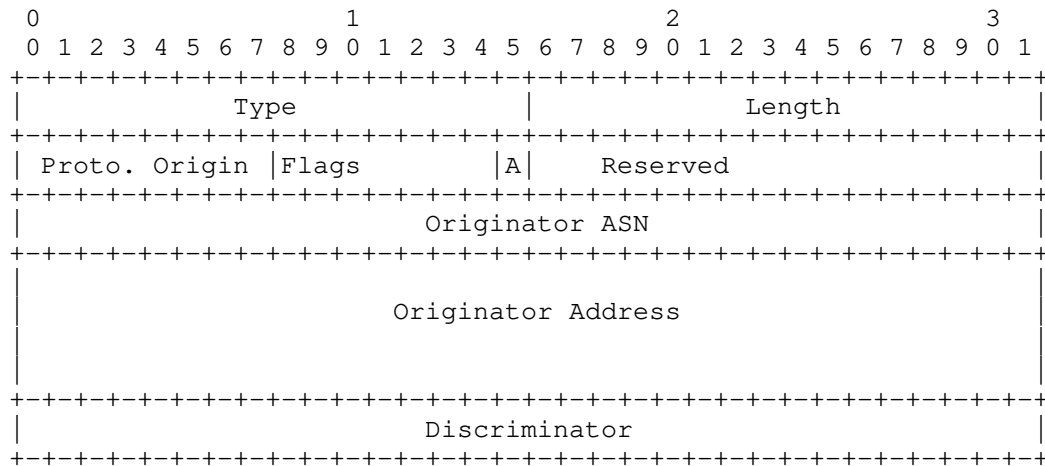 0                   1                   2                   3
0 1 2 3 4 5 6 7 8 9 0 1 2 3 4 5 6 7 8 9 0 1 2 3 4 5 6 7 8 9 0 1
+-+-+-+-+-+-+-+-+-+-+-+-+-+-+-+-+-+-+-+-+-+-+-+-+-+-+-+-+-+-+-+-+
|             Type              |             Length            |
+-+-+-+-+-+-+-+-+-+-+-+-+-+-+-+-+-+-+-+-+-+-+-+-+-+-+-+-+-+-+-+-+
| Proto. Origin |Flags        |A|    Reserved                   |
+-+-+-+-+-+-+-+-+-+-+-+-+-+-+-+-+-+-+-+-+-+-+-+-+-+-+-+-+-+-+-+-+
|                         Originator ASN                        |
+-+-+-+-+-+-+-+-+-+-+-+-+-+-+-+-+-+-+-+-+-+-+-+-+-+-+-+-+-+-+-+-+
|                                                               |
|                       Originator Address                      |
|                                                               |
|                                                               |
+-+-+-+-+-+-+-+-+-+-+-+-+-+-+-+-+-+-+-+-+-+-+-+-+-+-+-+-+-+-+-+-+
|                         Discriminator                         |
+-+-+-+-+-+-+-+-+-+-+-+-+-+-+-+-+-+-+-+-+-+-+-+-+-+-+-+-+-+-+-+-+